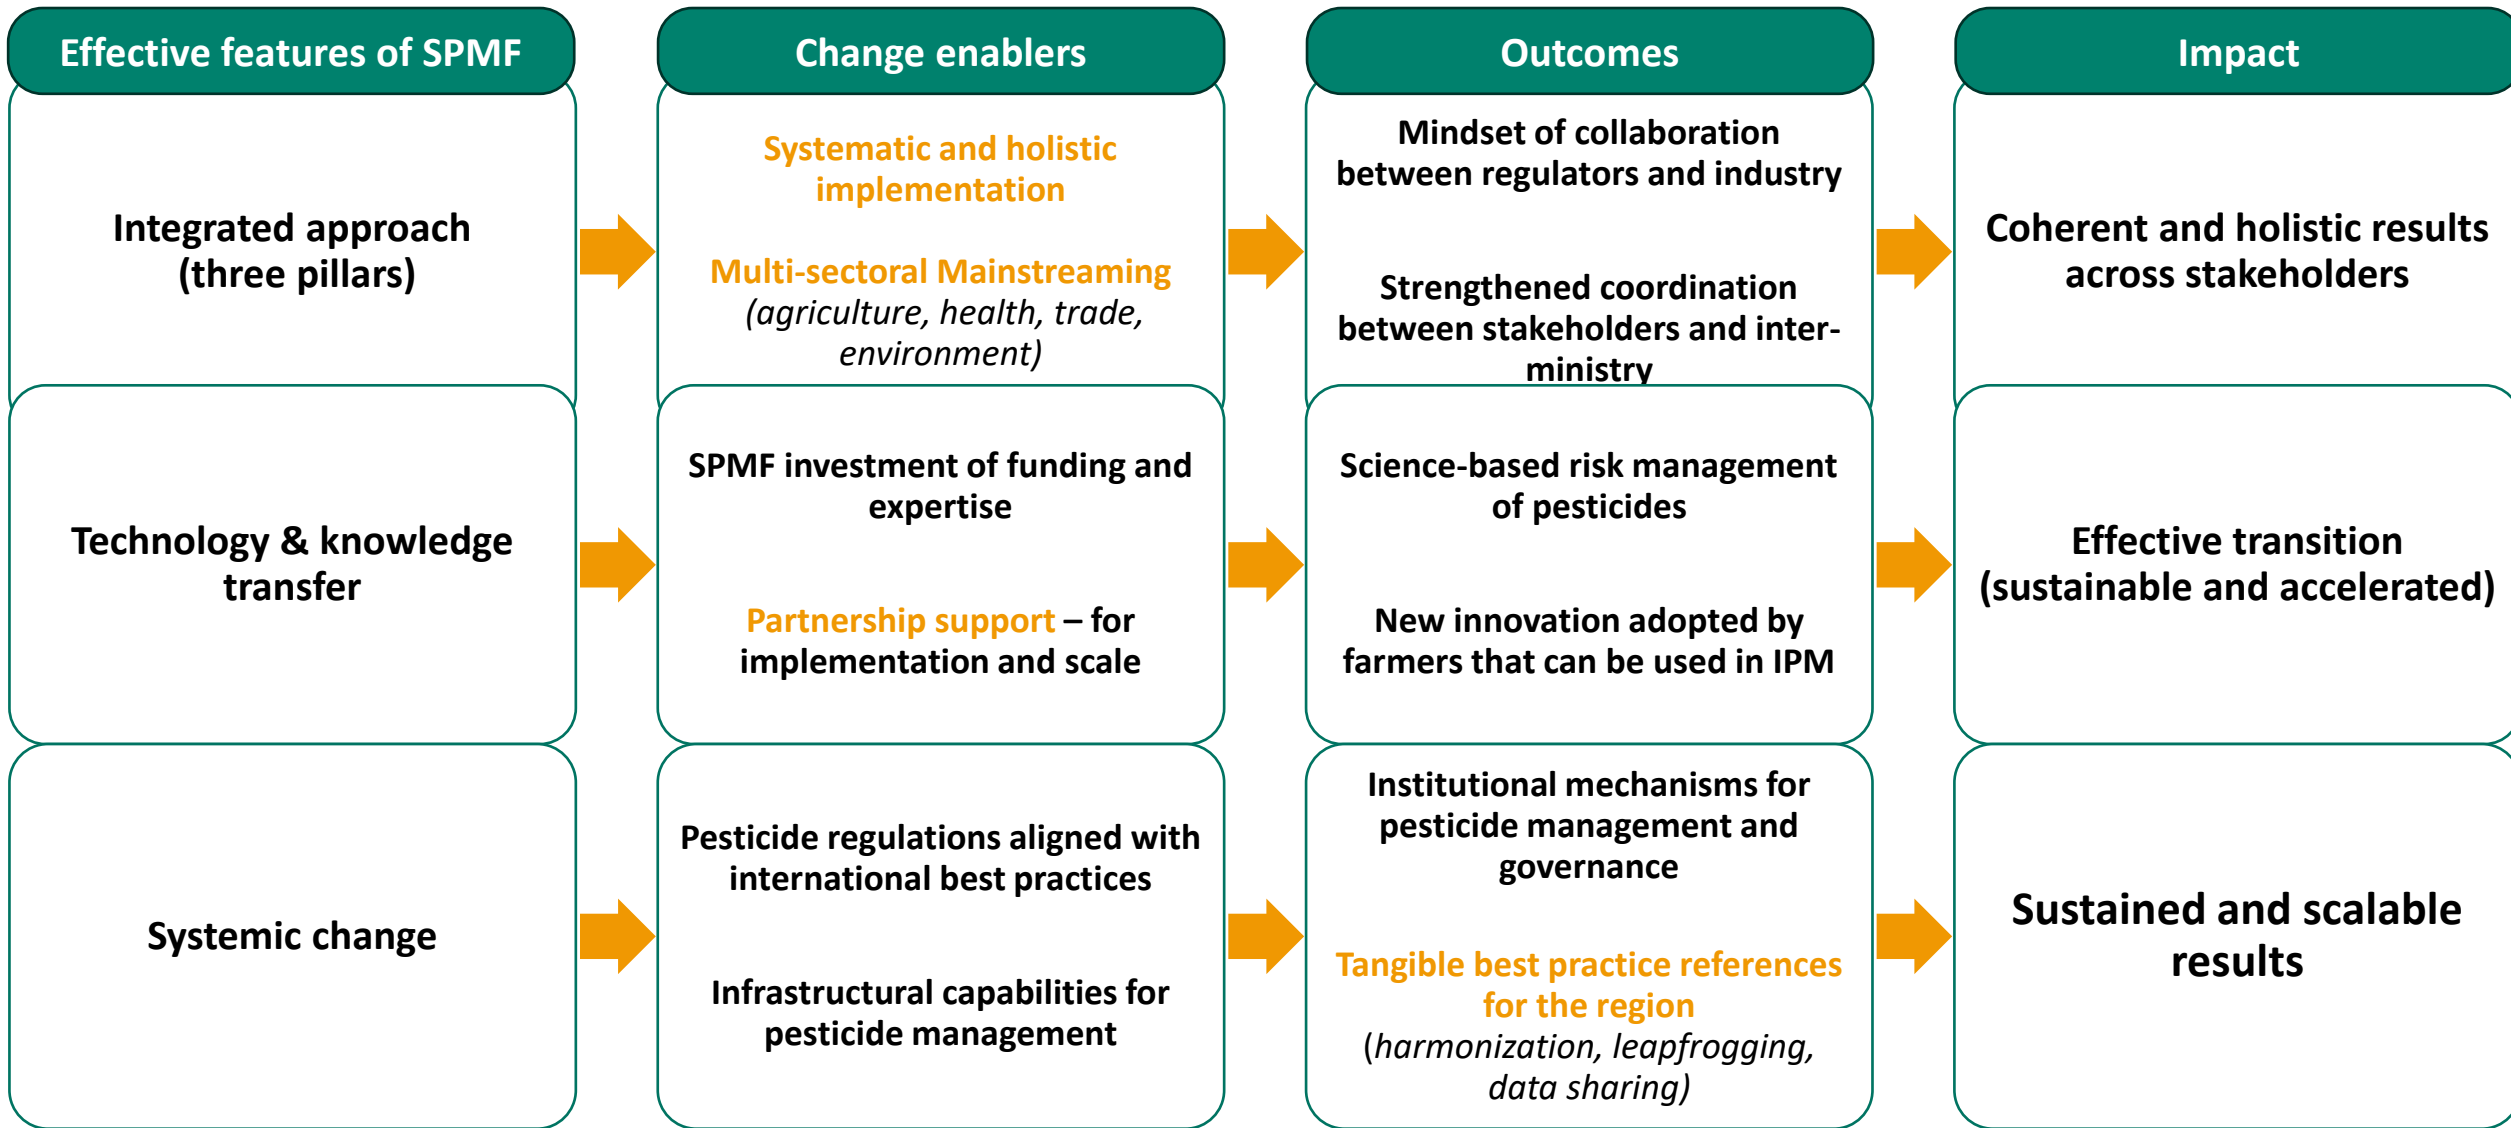 Effective features of SPMF
Change enablers
Outcomes
Impact
Integrated approach
(three pillars)
Systematic and holistic
implementation
Multi-sectoral Mainstreaming
(agriculture, health, trade,
environment)
Mindset of collaboration
between regulators and industry
Strengthened coordination
between stakeholders and inter-
ministry
Coherent and holistic results
across stakeholders
Technology & knowledge
transfer
SPMF investment of funding and
expertise
Partnership support – for
implementation and scale
Science-based risk management
of pesticides
New innovation adopted by
farmers that can be used in IPM
Effective transition
(sustainable and accelerated)
Systemic change
Pesticide regulations aligned with
international best practices
Infrastructural capabilities for
pesticide management
Institutional mechanisms for
pesticide management and
governance
Tangible best practice references
for the region
(harmonization, leapfrogging,
data sharing)
Sustained and scalable
results